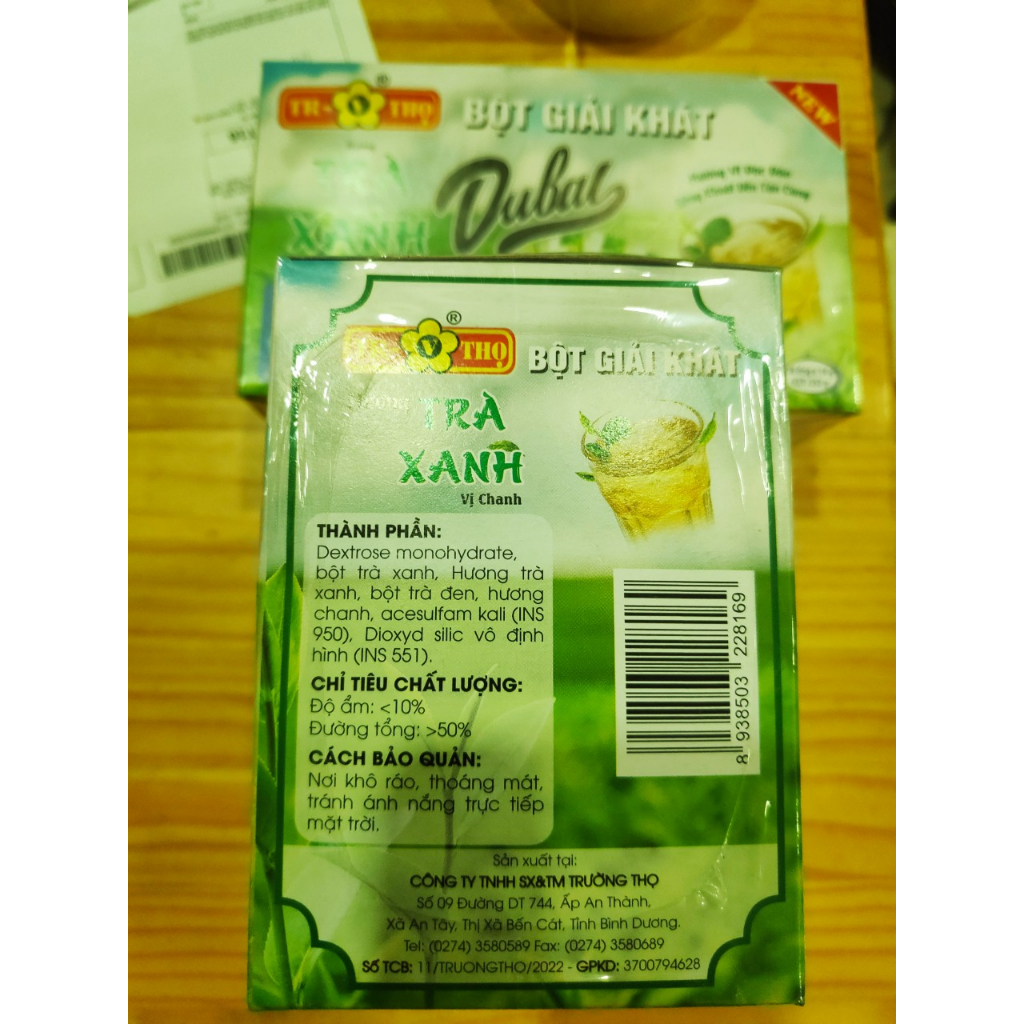 THỌ
BỘT GIẢI KHÁT
NEW
TRÀ
XANH
Dubai
® 
V THỌ
BỘT GIẢI KHÁT
TRÀ
XANH
Vị Chanh
THÀNH PHẦN:
Dextrose monohydrate,
bột trà xanh, Hương trà
xanh, bột trà đen, hương
chanh, acesulfam kali (INS
950), Dioxyd silic vô định
hình (INS 551).
CHỈ TIÊU CHẤT LƯỢNG:
Độ ẩm: <10%
Đường tổng: >50%
CÁCH BẢO QUẢN:
Nơi khô ráo, thoáng mát,
tránh ánh nắng trực tiếp
mặt trời.
8 938503 228169
Sản xuất tại:
CÔNG TY TNHH SX&TM TRƯỜNG THỌ
Số 09 Đường DT 744, Ấp An Thành,
Xã An Tây, Thị Xã Bến Cát, Tỉnh Bình Dương.
Tel: (0274) 3580589 Fax: (0274) 3580689
Số TCB: 11/TRUONGTHO/2022 - GPKD: 3700794628